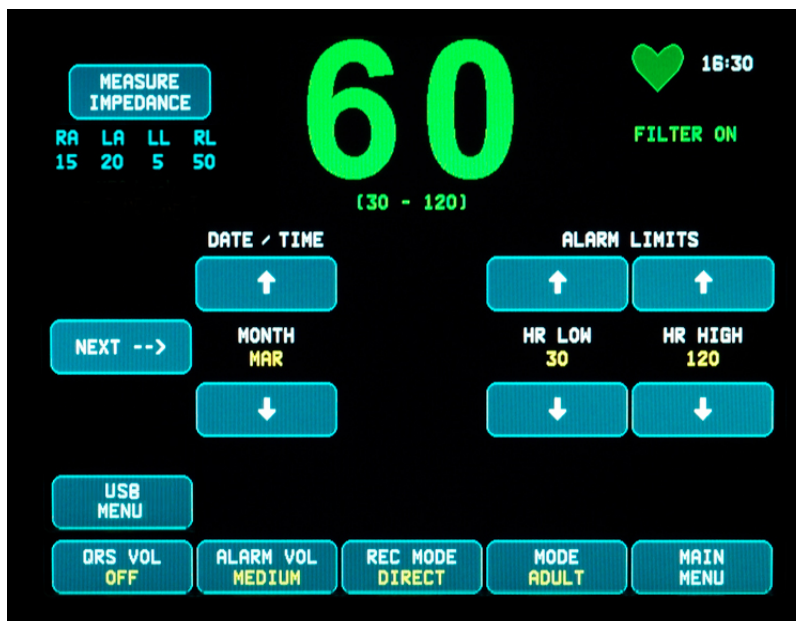 MEASURE
IMPEDANCE
RA LA LL RL
15 20 5 50
60
(30 - 120)
16:30
FILTER ON
DATE / TIME
ALARM LIMITS
NEXT -->
MONTH
MAR
HR LOW
30
HR HIGH
120
USB
MENU
QRS VOL
OFF
ALARM VOL
MEDIUM
REC MODE
DIRECT
MODE
ADULT
MAIN
MENU